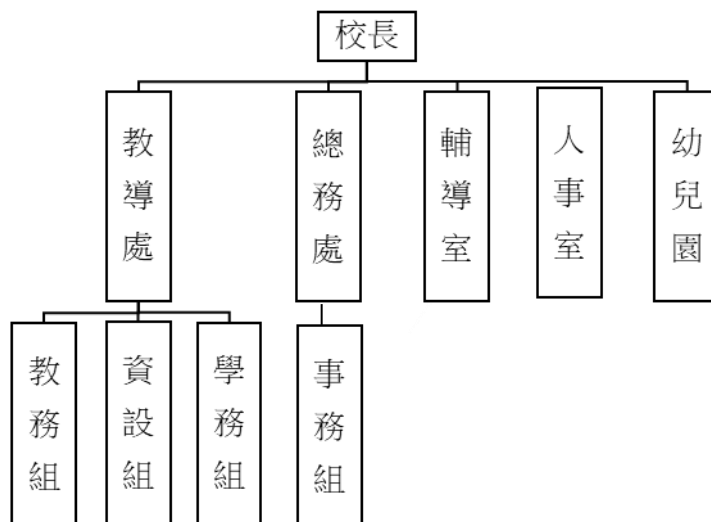 校長
教導處
總務處
輔導室
人事室
幼兒園
教務組
資設組
學務組
事務組